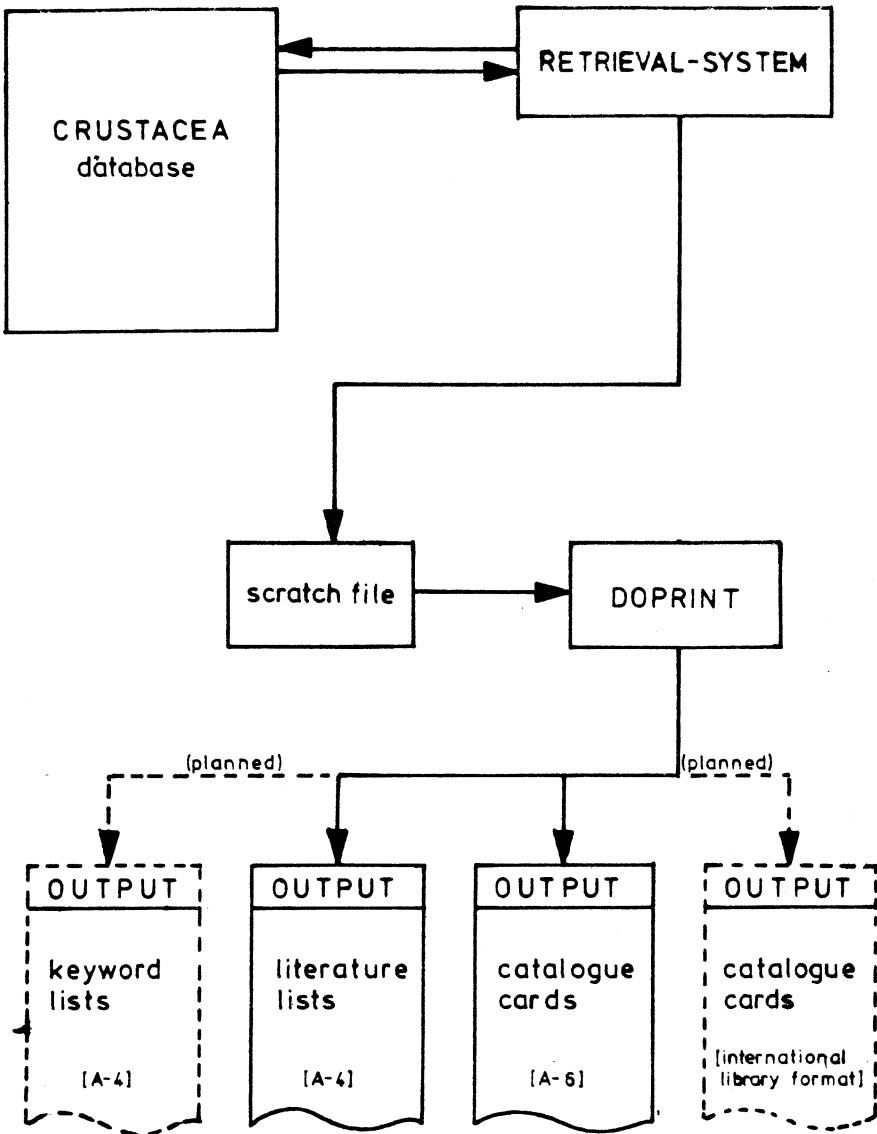 RETRIEVAL-SYSTEM
CRUSTACEA
database
scratch file
DOPRINT
(planned)
(planned)
OUTPUT
keyword
lists
[A-4]
OUTPUT
literature
lists
[A-4]
OUTPUT
catalogue
cards
[A-6]
OUTPUT
catalogue
cards
[international
library format]